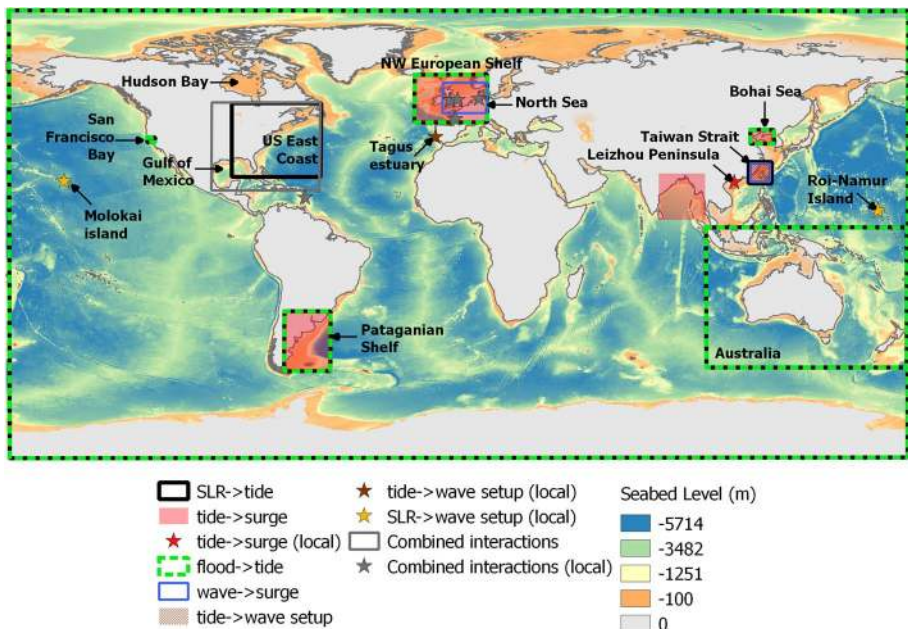 Hudson Bay
NW European Shelf
North Sea
Bohai Sea
San
Francisco
Bay
US East
Coast
Gulf of
Mexico
Tagus
estuary
Taiwan Strait
Leizhou Peninsula
Roi-Namur
Island
Molokai
island
Pataganian
Shelf
Australia
SLR->tide
tide->surge
tide->surge (local)
flood->tide
wave->surge
tide->wave setup
tide->wave setup (local)
SLR->wave setup (local)
Combined interactions
Combined interactions (local)
Seabed Level (m)
-5714
-3482
-1251
-100
0